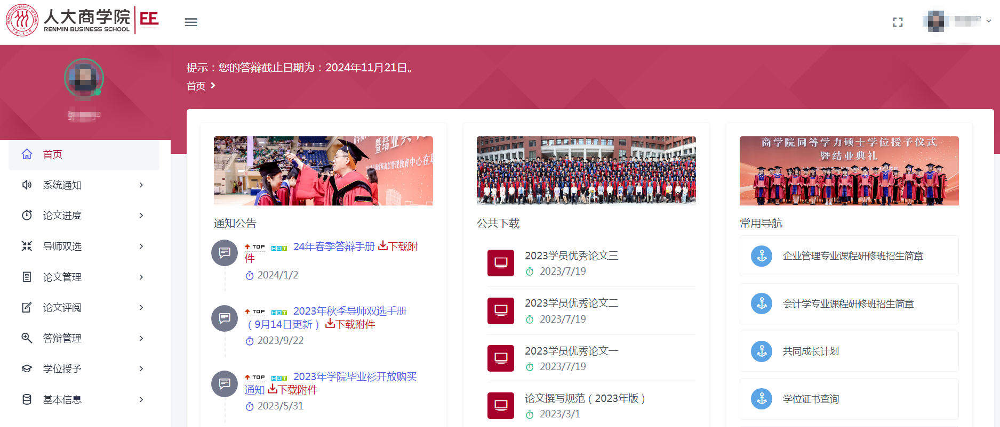 人大商学院
EE
RENMIN BUSINESS SCHOOL
提示：您的答辩截止日期为：2024年11月21日。
首页
首页
系统通知
论文进度
导师双选
论文管理
论文评阅
答辩管理
学位授予
基本信息
通知公告
TOP HOT 24年春季答辩手册 下载附
件
2024/1/2
TOP HOT 2023年秋季导师双选手册
（9月14日更新） 下载附件
2023/9/22
TOP HOT 2023年学院毕业衫开放购买
通知 下载附件
2023/5/31
公共下载
2023学员优秀论文三
2023/7/19
2023学员优秀论文二
2023/7/19
2023学员优秀论文一
2023/7/19
论文撰写规范（2023年版）
2023/3/1
商学院同等学力硕士学位授予仪式
暨结业典礼
常用导航
企业管理专业课程研修班招生简章
会计学专业课程研修班招生简章
共同成长计划
学位证书查询